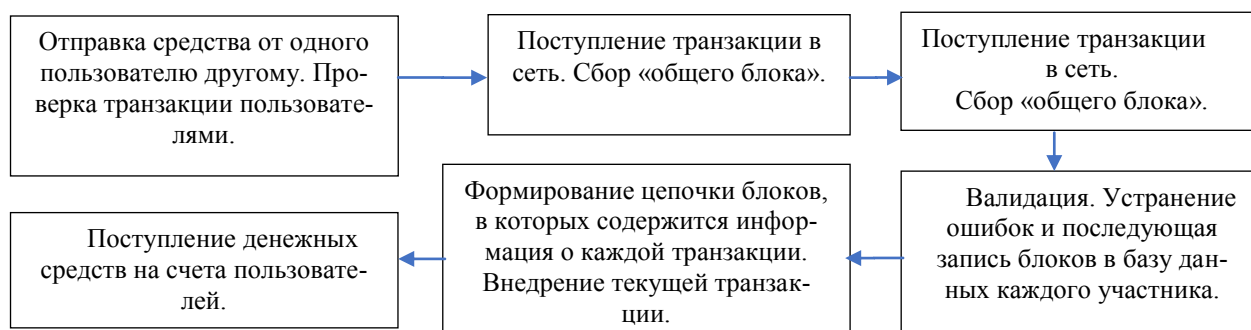 Отправка средства от одного
пользователю другому. Про-
верка транзакции пользовате-
лями.
Поступление транзакции в
сеть. Сбор «общего блока».
Поступление транзакции
в сеть.
Сбор «общего блока».
Валидация. Устранение
ошибок и последующая
запись блоков в базу дан-
ных каждого участника.
Формирование цепочки блоков,
в которых содержится инфор-
мация о каждой транзакции.
Внедрение текущей транзак-
ции.
Поступление денежных
средств на счета пользовате-
лей.